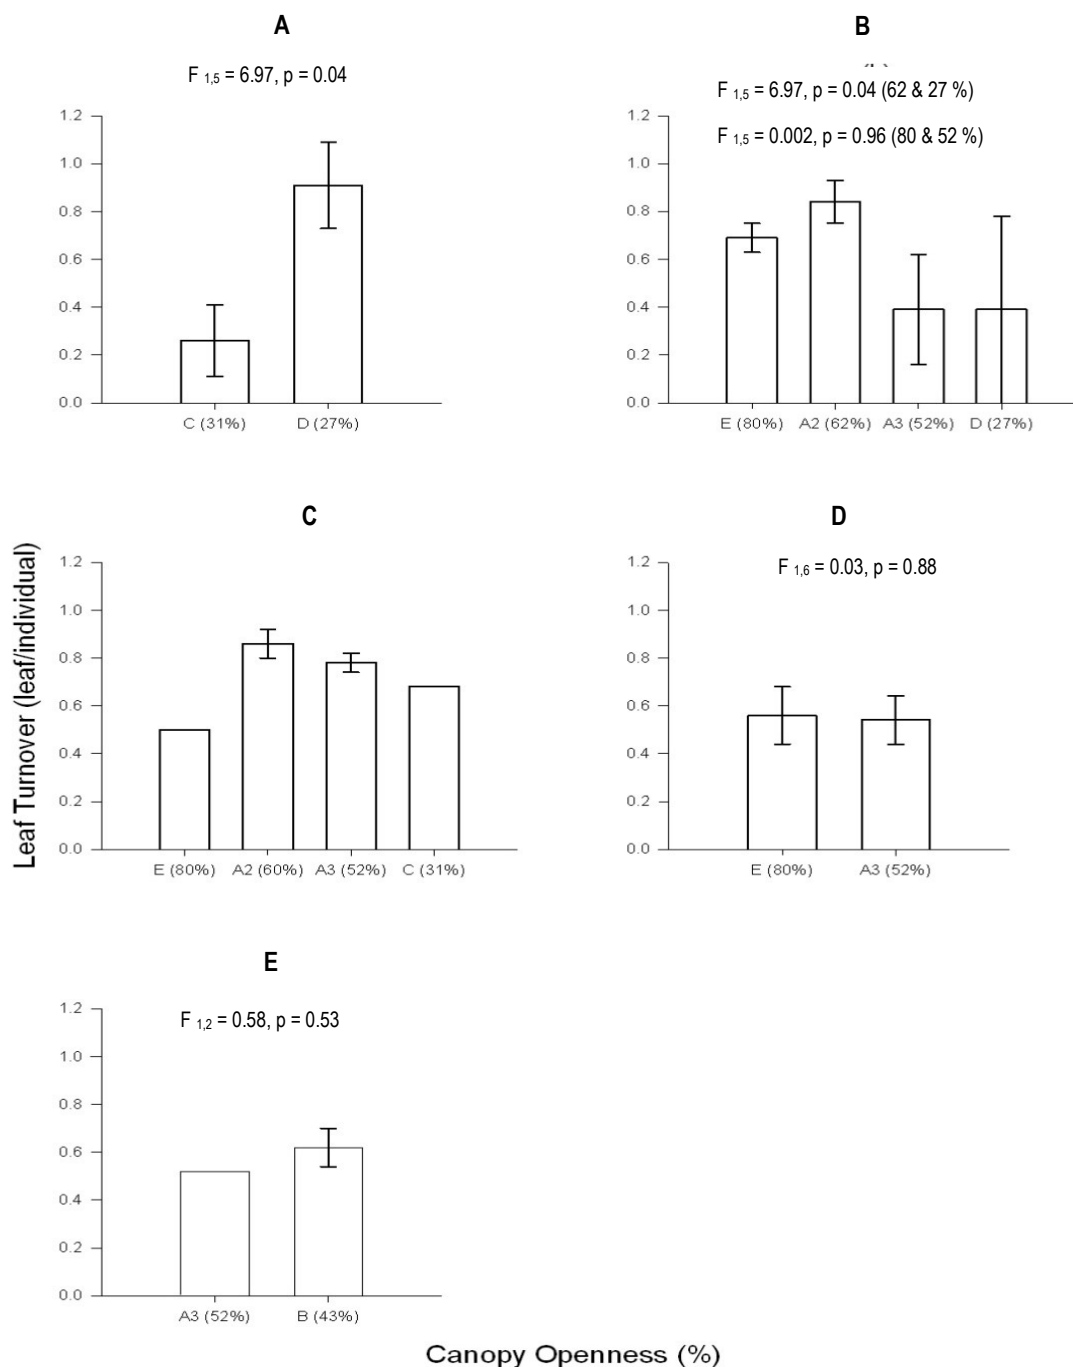 A
F 1,5 = 6.97, p = 0.04
1.2
1.0
0.8
0.6
0.4
0.2
0.0
C (31%)
D (27%)
B
F 1,5 = 6.97, p = 0.04 (62 & 27 %)
F 1,5 = 0.002, p = 0.96 (80 & 52 %)
1.2
1.0
0.8
0.6
0.4
0.2
0.0
E (80%)
A2 (62%)
A3 (52%)
D (27%)
Leaf Turnover (leaf/individual)
C
1.2
1.0
0.8
0.6
0.4
0.2
0.0
E (80%)
A2 (60%)
A3 (52%)
C (31%)
D
F 1,6 = 0.03, p = 0.88
1.2
1.0
0.8
0.6
0.4
0.2
0.0
E (80%)
A3 (52%)
E
F 1,2 = 0.58, p = 0.53
1.2
1.0
0.8
0.6
0.4
0.2
0.0
A3 (52%)
B (43%)
Canopy Openness (%)